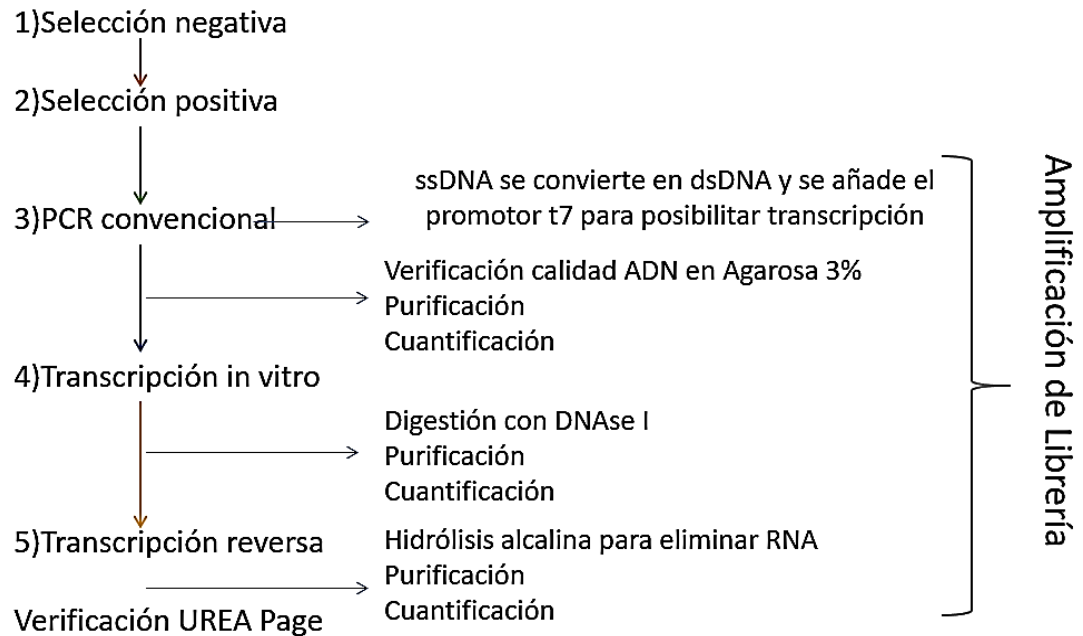 1)Selección negativa
2)Selección positiva
3)PCR convencional
ssDNA se convierte en dsDNA y se añade el
promotor t7 para posibilitar transcripción
Verificación calidad ADN en Agarosa 3%
Purificación
Cuantificación
4)Transcripción in vitro
Digestión con DNAse I
Purificación
Cuantificación
5)Transcripción reversa
Hidrólisis alcalina para eliminar RNA
Purificación
Cuantificación
Verificación UREA Page
Amplificación de Librería